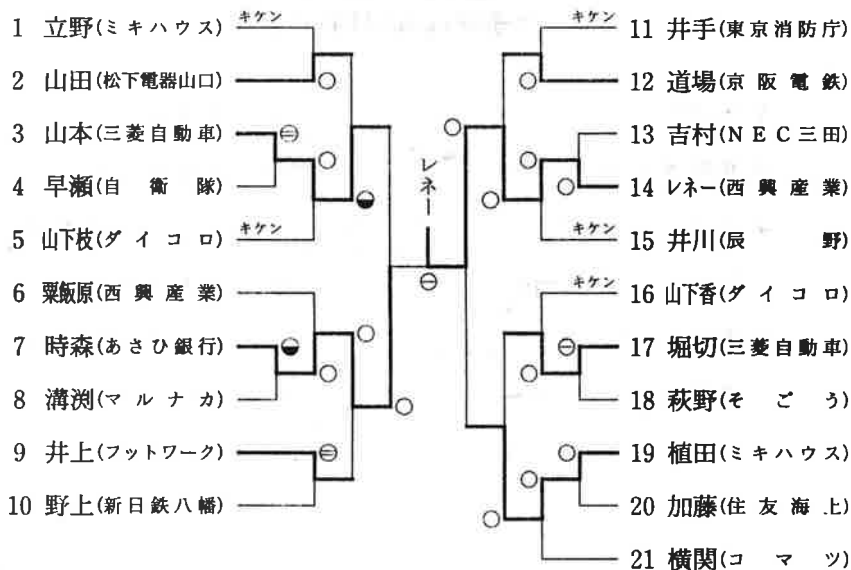 1 立野(ミキハウス) キケン
2 山田(松下電器山口)
3 山本(三菱自動車)
4 早瀬(自衛隊)
5 山下枝(ダイコロ) キケン
6 粟飯原(西興産業)
7 時森(あさひ銀行)
8 溝渕(マルナカ)
9 井上(フットワーク)
10 野上(新日鉄八幡)
レネー
キケン 11 井手(東京消防庁)
12 道場(京阪電鉄)
13 吉村(NEC三田)
14 レネー(西興産業)
キケン 15 井川(辰野)
キケン 16 山下香(ダイコロ)
17 堀切(三菱自動車)
18 萩野(そごう)
19 植田(ミキハウス)
20 加藤(住友海上)
21 横関(コマツ)